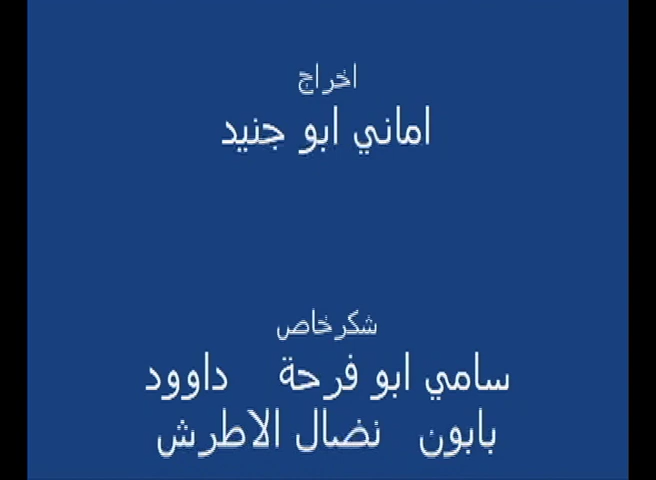 اخراج
اماني ابو جنيد
شكر خاص
سامي ابو فرحة داوود
بابون نضال الاطرش